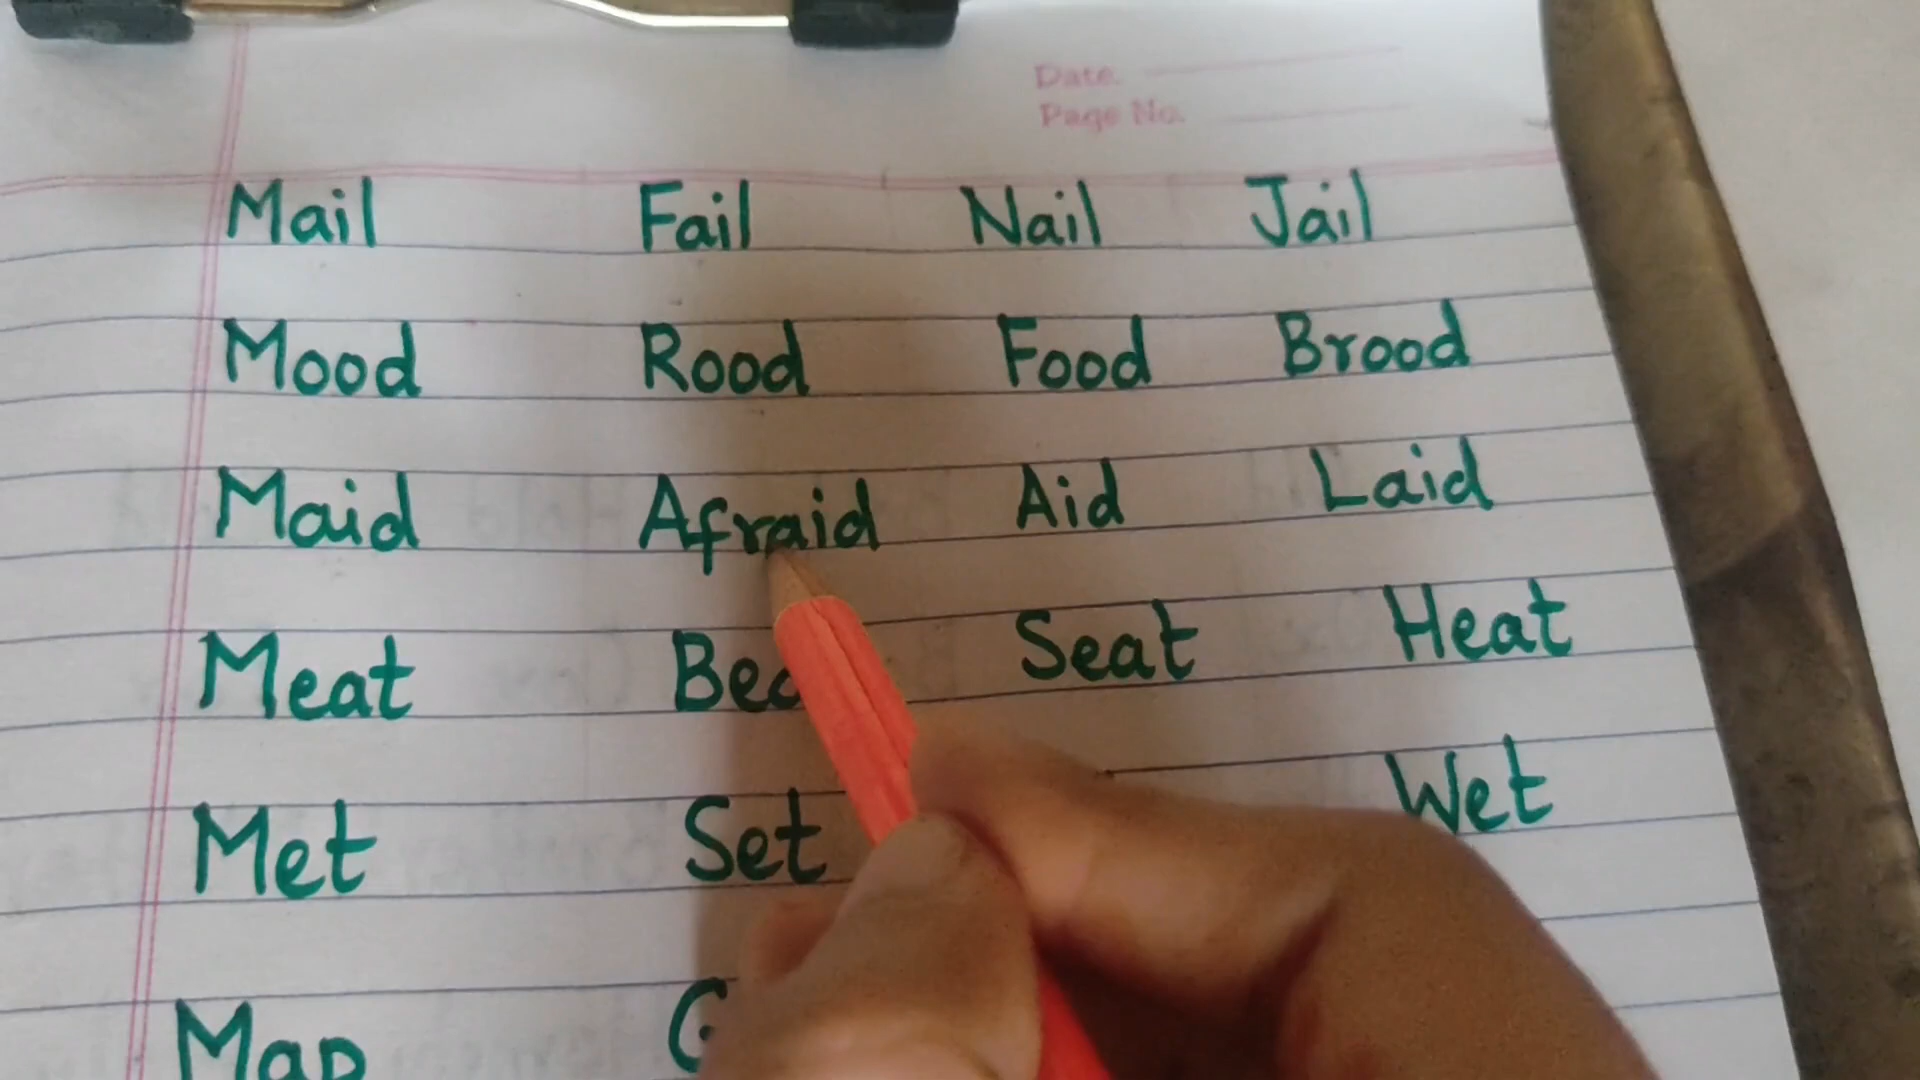 Date.
Page No.
Mail Fail Nail Jail
Mood Rood Food Brood
Maid Afraid Aid Laid
Meat Seat Heat
Met Set Wet
Map